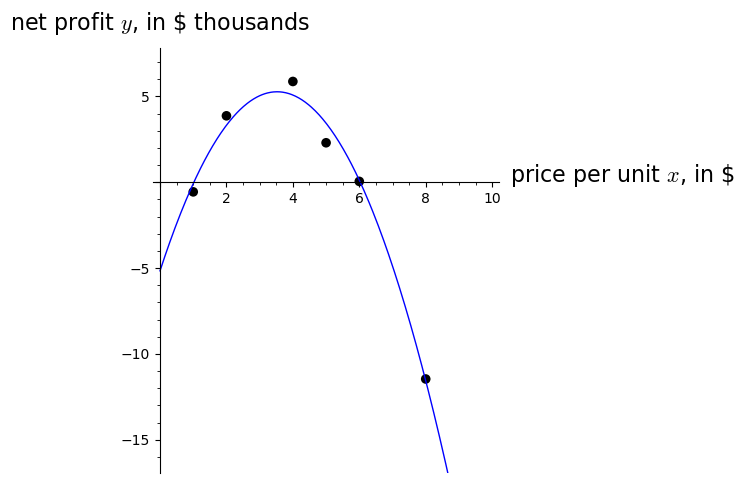 net profit y, in $ thousands
5
price per unit x, in $
2 4 6 8 10
−5
−10
−15